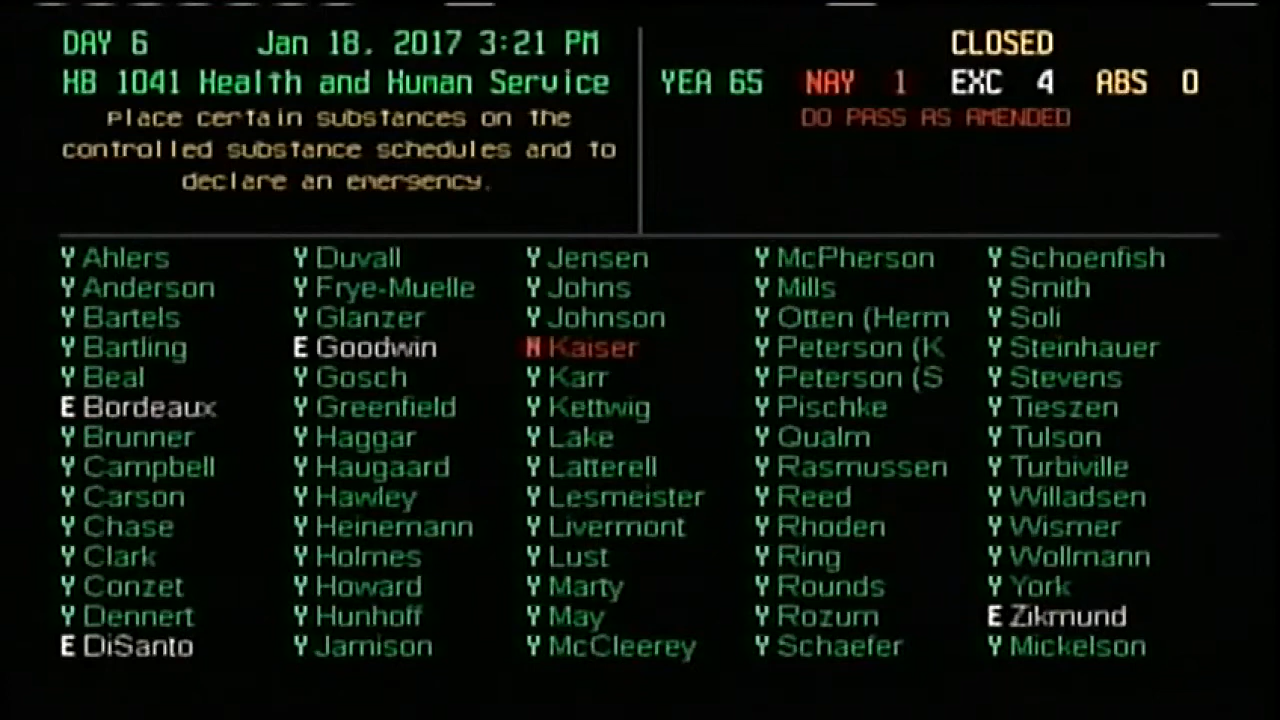 DAY 6 Jan 18, 2017 3:21 PM
HB 1041 Health and Human Service
Place certain substances on the
controlled substance schedules and to
declare an emergency.
CLOSED
YEA 65 NAY 1 EXC 4 ABS 0
DO PASS AS AMENDED
Y Ahlers
Y Anderson
Y Bartels
Y Bartling
Y Beal
E Bordeaux
Y Brunner
Y Campbell
Y Carson
Y Chase
Y Clark
Y Conzet
Y Dennert
E DiSanto
Y Duvall
Y Frye-Muelle
Y Glanzer
E Goodwin
Y Gosch
Y Greenfield
Y Haggar
Y Haugaard
Y Hawley
Y Heinemann
Y Holmes
Y Howard
Y Hunhoff
Y Jamison
Y Jensen
Y Johns
Y Johnson
N Kaiser
Y Karr
Y Kettwig
Y Lake
Y Latterell
Y Lesmeister
Y Livermont
Y Lust
Y Marty
Y May
Y McCleerey
Y McPherson
Y Mills
Y Otten (Herm
Y Peterson (K
Y Peterson (S
Y Pischke
Y Qualm
Y Rasmussen
Y Reed
Y Rhoden
Y Ring
Y Rounds
Y Rozum
Y Schaefer
Y Schoenfish
Y Smith
Y Soli
Y Steinhauer
Y Stevens
Y Tieszen
Y Tulson
Y Turbiville
Y Willadsen
Y Wismer
Y Wollmann
Y York
E Zikmund
Y Mickelson